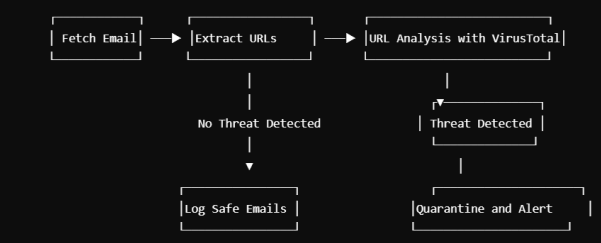 Fetch Email
Extract URLs
URL Analysis with VirusTotal
No Threat Detected
Threat Detected
Log Safe Emails
Quarantine and Alert